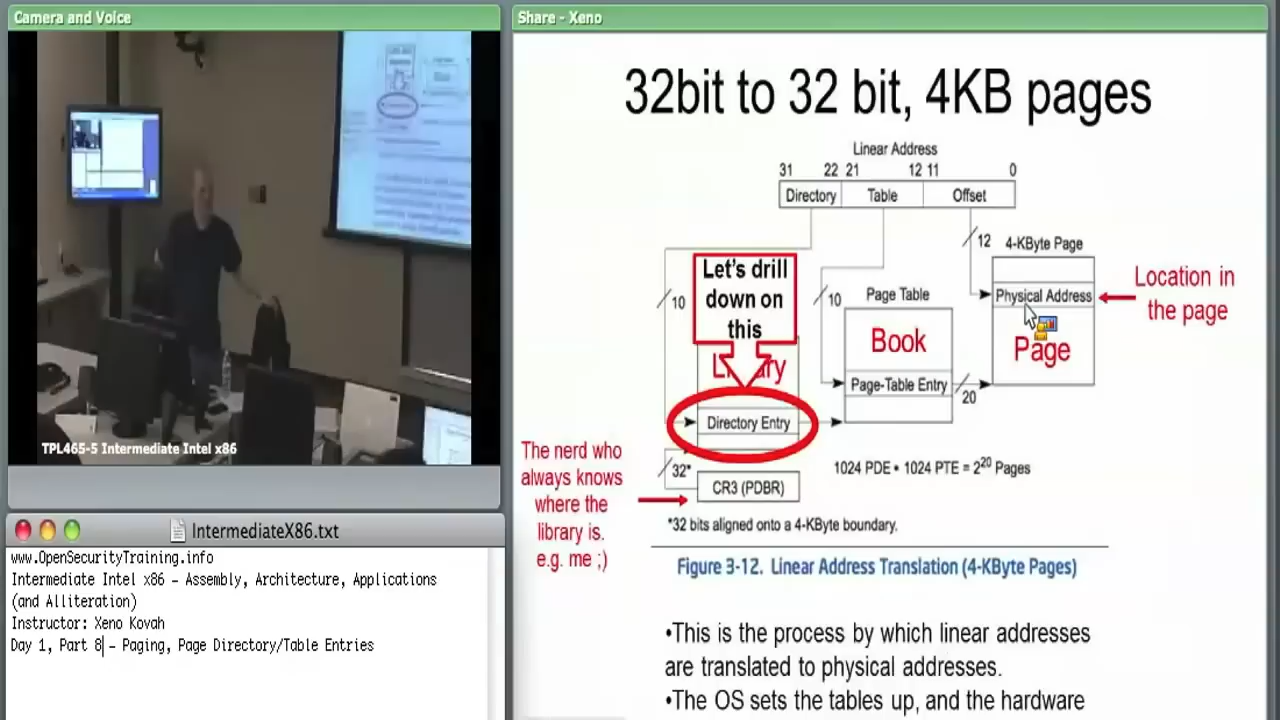 Camera and Voice
TPL465-5 Intermediate Intel x86
IntermediateX86.txt
www.OpenSecurityTraining.info
Intermediate Intel x86 – Assembly, Architecture, Applications
(and Alliteration)
Instructor: Xeno Kovah
Day 1, Part 8 – Paging, Page Directory/Table Entries
Share - Xeno
32bit to 32 bit, 4KB pages
Linear Address
31 22 21 12 11 0
Directory Table Offset
12
4-KByte Page
Let's drill
down on
this
10
10
Page Table
Physical Address
Location in
the page
Book
Page
Page-Table Entry
20
Directory Entry
The nerd who
always knows
where the
library is.
e.g. me ;)
32*
CR3 (PDBR)
1024 PDE • 1024 PTE = 2^20 Pages
*32 bits aligned onto a 4-KByte boundary.
Figure 3-12. Linear Address Translation (4-KByte Pages)
•This is the process by which linear addresses
are translated to physical addresses.
•The OS sets the tables up, and the hardware